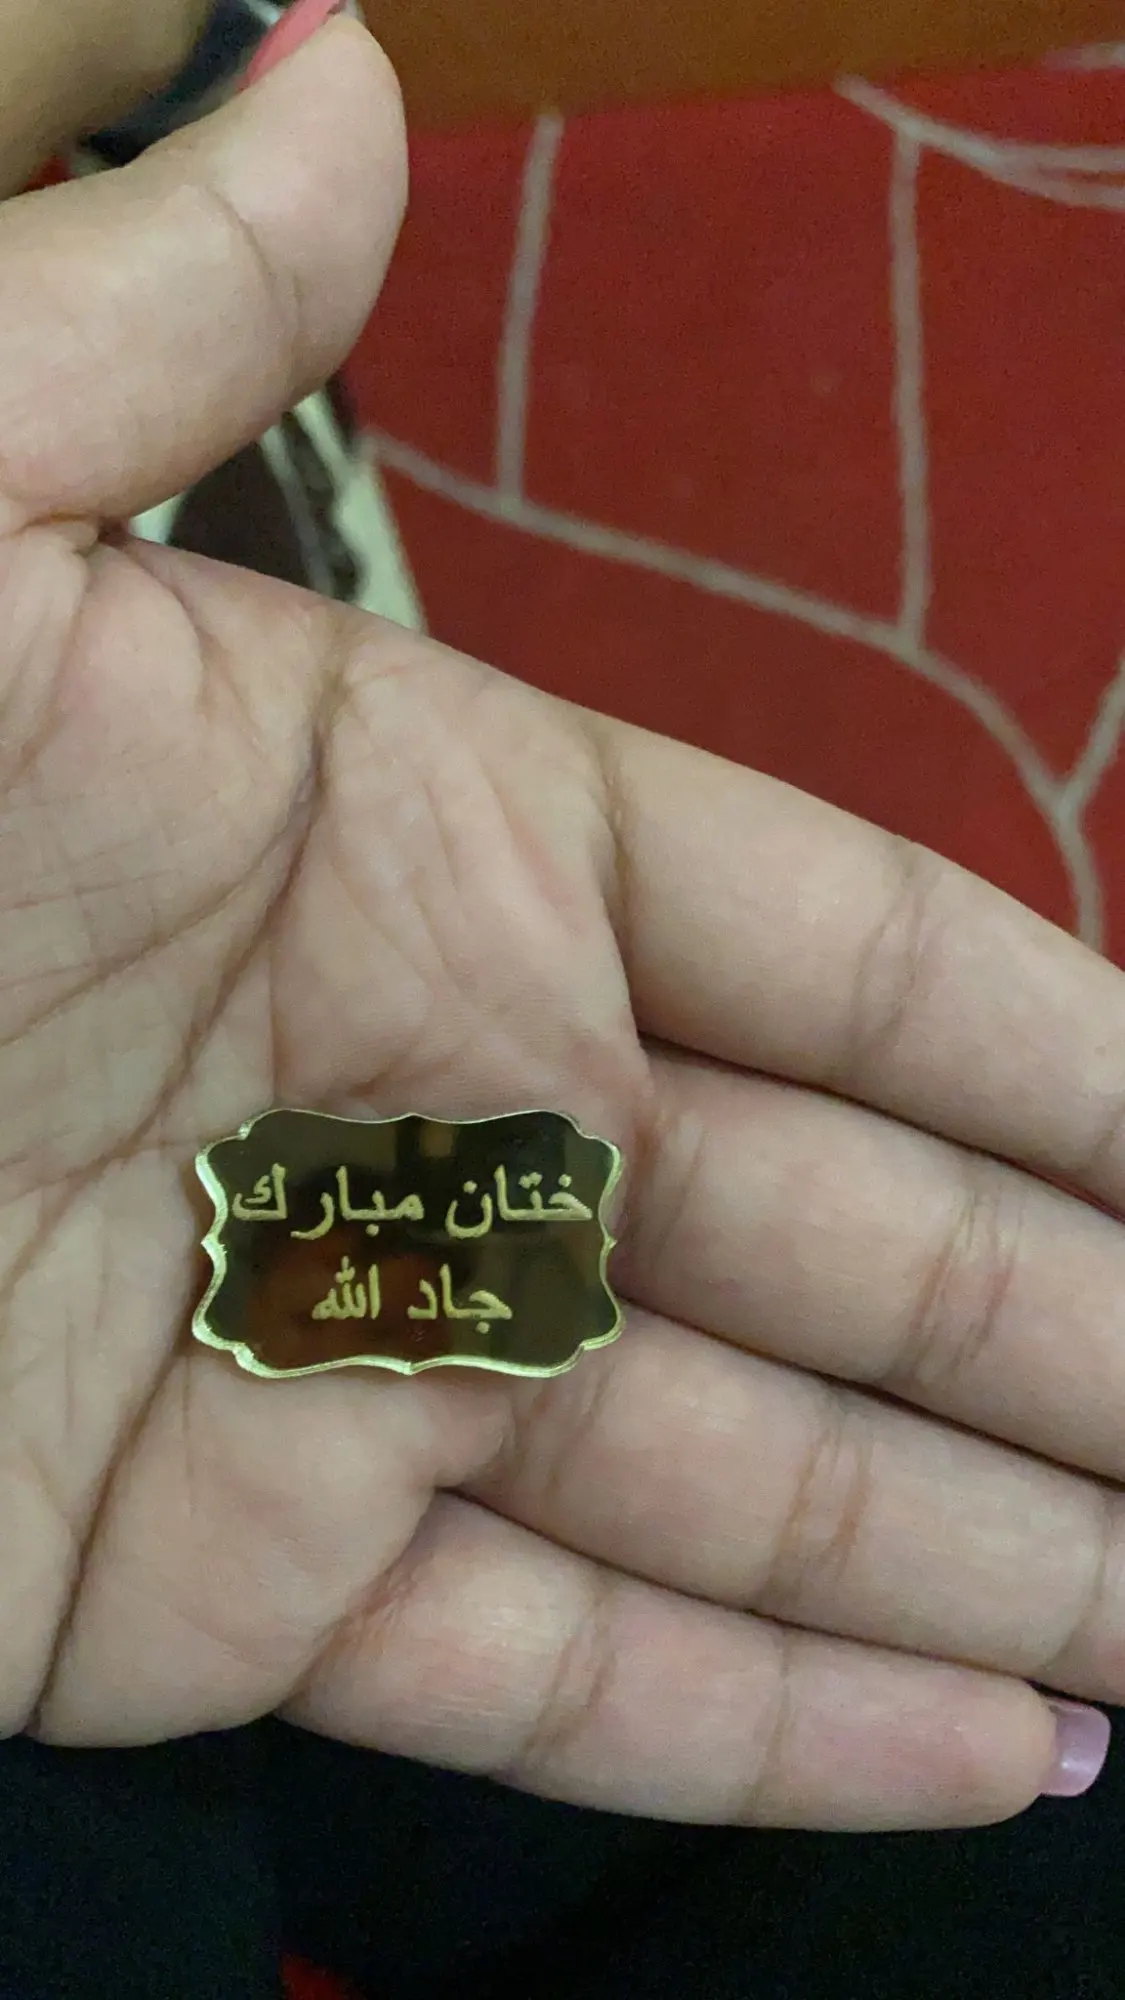 ختان مبارك
جاد الله